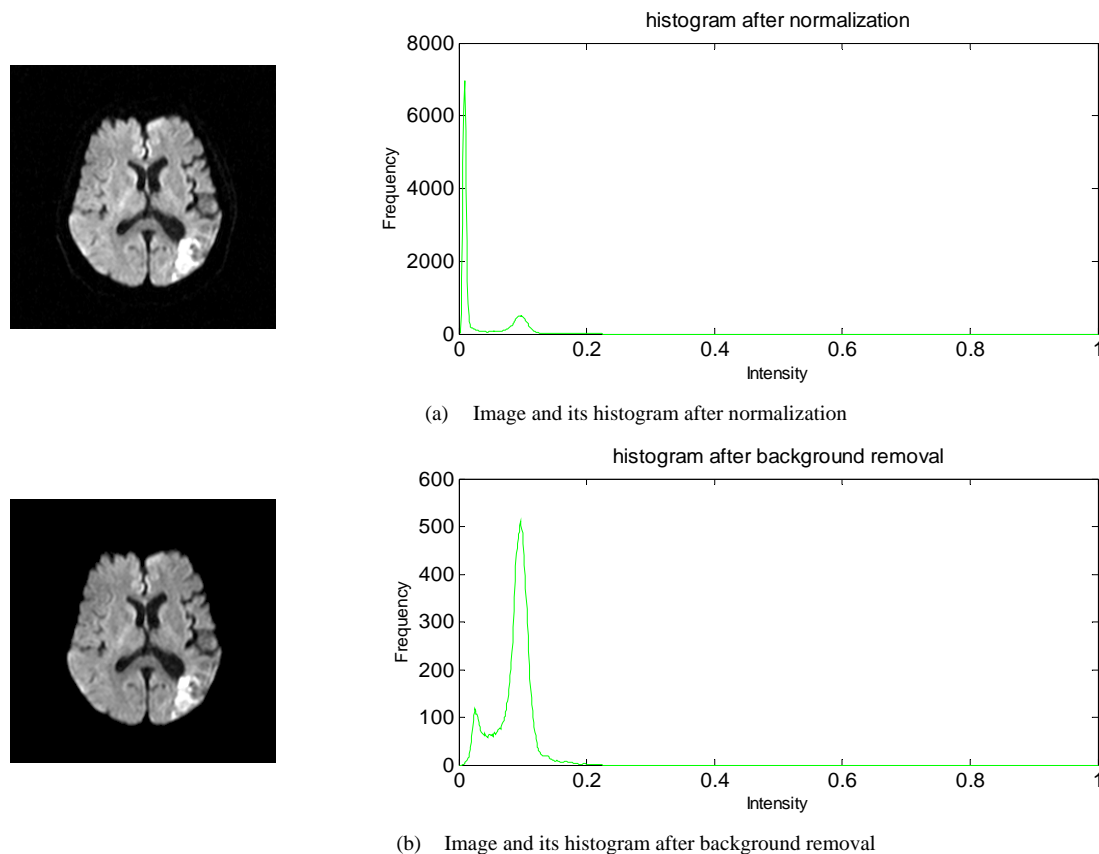 histogram after normalization
8000
6000
4000
2000
0
Frequency
0 0.2 0.4 0.6 0.8 1
Intensity
(a) Image and its histogram after normalization
histogram after background removal
600
500
400
300
200
100
0
Frequency
0 0.2 0.4 0.6 0.8 1
Intensity
(b) Image and its histogram after background removal